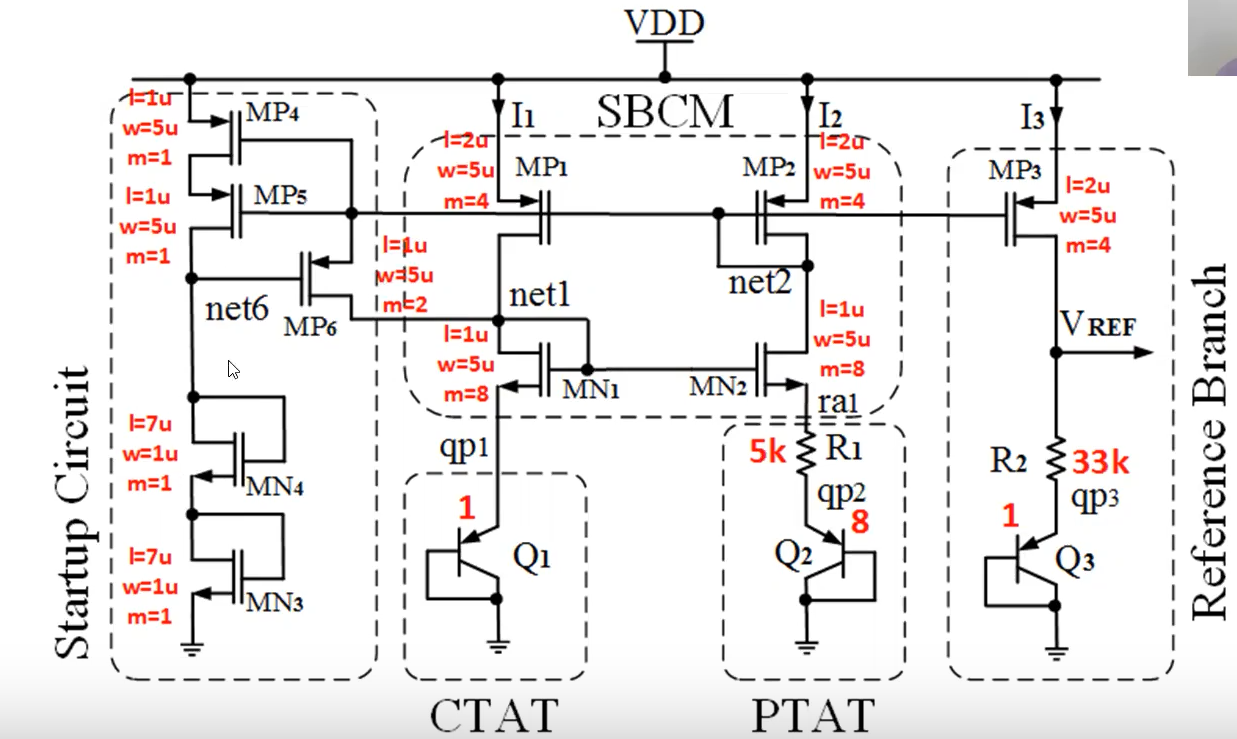 VDD
SBCM
I1
I2
I3
l=1u
w=5u
m=1
MP4
l=1u
w=5u
m=1
MP5
l=1u
w=5u
m=2
MP6
net6
l=2u
w=5u
m=4
MP1
MP2
l=2u
w=5u
m=4
MP3
l=2u
w=5u
m=4
net1
net2
l=1u
w=5u
m=8
MN1
MN2
l=1u
w=5u
m=8
VREF
ra1
qp1
5k
R1
qp2
R2
33k
qp3
l=7u
w=1u
m=1
MN4
l=7u
w=1u
m=1
MN3
1
Q1
8
Q2
1
Q3
Startup Circuit
Reference Branch
CTAT
PTAT